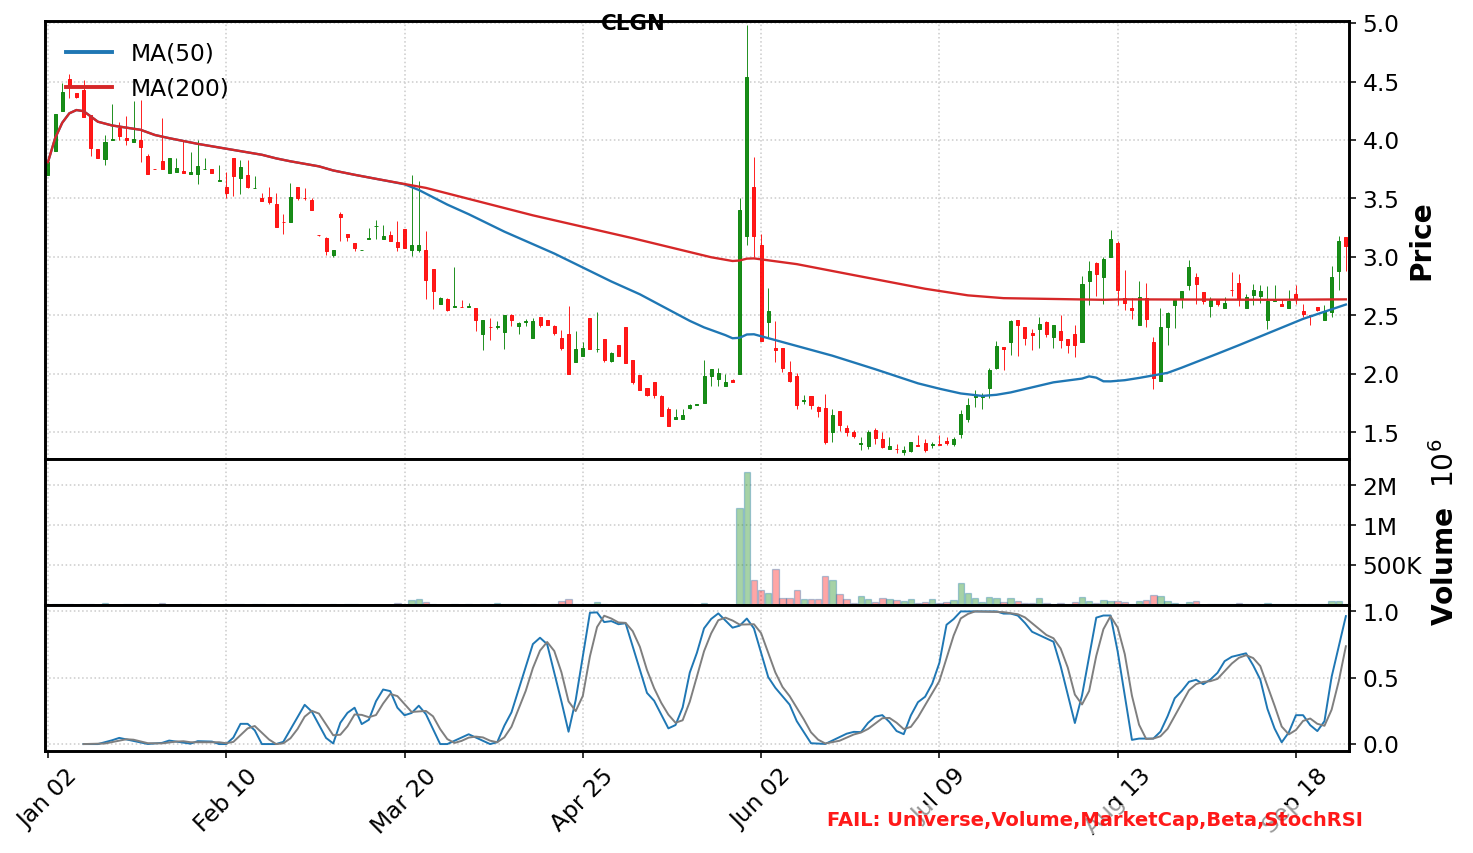 CLGN
MA(50)
MA(200)
5.0
4.5
4.0
3.5
3.0
2.5
2.0
1.5
Price
2M
1M
500K
Volume 10⁶
1.0
0.5
0.0
Jan 02
Feb 10
Mar 20
Apr 25
Jun 02
Jul 09
Aug 13
Sep 18
FAIL: Universe,Volume,MarketCap,Beta,StochRSI